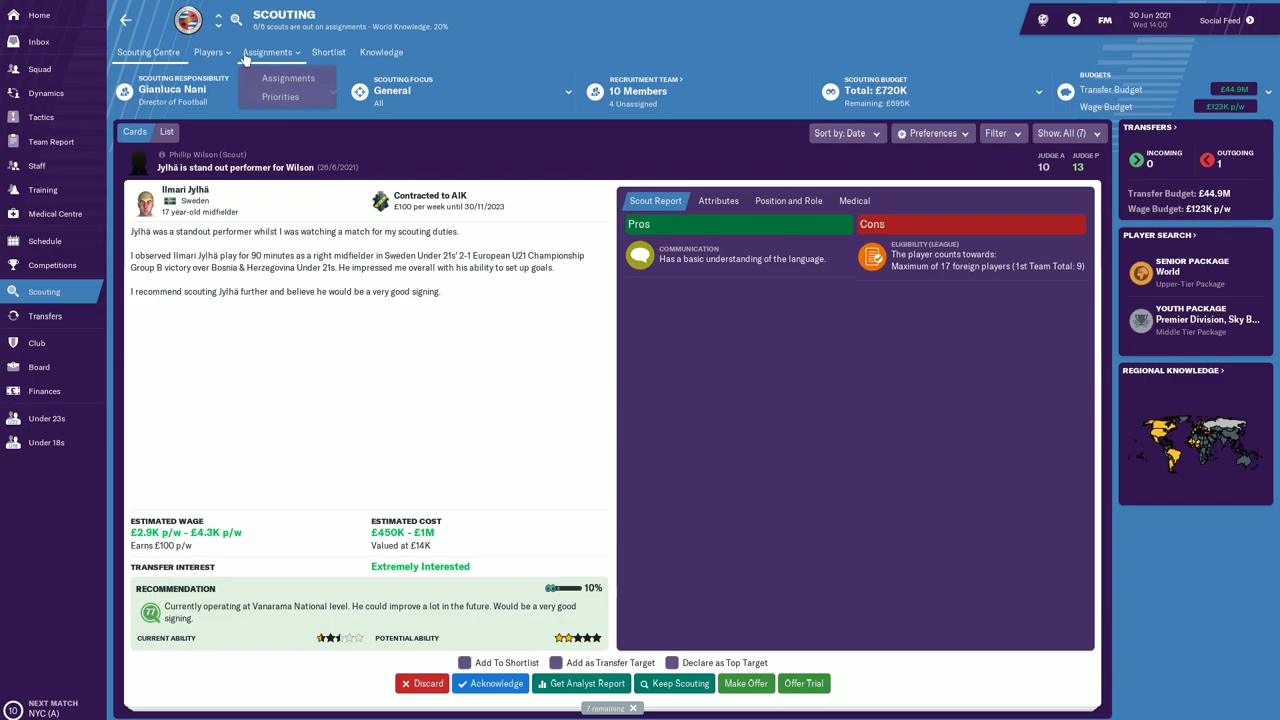 SCOUTING
6/6 scouts are out on assignments - World Knowledge: 20%
FM
30 Jun 2021
Wed 14:00
Social Feed
Home
Inbox
Squad
Dynamics
Tactics
Team Report
Staff
Training
Medical Centre
Schedule
Competitions
Scouting
Transfers
Club
Board
Finances
Under 23s
Under 18s
10
NEXT MATCH
NYC (A)
Scouting Centre
Players
Assignments
Shortlist
Knowledge
Assignments
Priorities
SCOUTING RESPONSIBILITY
Gianluca Nani
Director of Football
SCOUTING FOCUS
General
All
RECRUITMENT TEAM >
10 Members
4 Unassigned
SCOUTING BUDGET
Total: £720K
Remaining: £695K
BUDGETS
Transfer Budget £44.9M
Wage Budget £123K p/w
Cards
List
Sort by: Date
Preferences
Filter
Show: All (7)
Phillip Wilson (Scout)
Jylhä is stand out performer for Wilson (26/6/2021)
JUDGE A JUDGE P
10 13
Ilmari Jylhä
Sweden
17 year-old midfielder
Contracted to AIK
£100 per week until 30/11/2023
Jylhä was a standout performer whilst I was watching a match for my scouting duties.
I observed Ilmari Jylhä play for 90 minutes as a right midfielder in Sweden Under 21s' 2-1 European U21 Championship
Group B victory over Bosnia & Herzegovina Under 21s. He impressed me overall with his ability to set up goals.
I recommend scouting Jylhä further and believe he would be a very good signing.
ESTIMATED WAGE
£2.9K p/w - £4.3K p/w
Earns £100 p/w
ESTIMATED COST
£450K - £1M
Valued at £14K
TRANSFER INTEREST
Extremely Interested
RECOMMENDATION
10%
77
Currently operating at Vanarama National level. He could improve a lot in the future. Would be a very good
signing.
CURRENT ABILITY
POTENTIAL ABILITY
Scout Report
Attributes
Position and Role
Medical
Pros
Cons
COMMUNICATION
Has a basic understanding of the language.
ELIGIBILITY (LEAGUE)
The player counts towards:
Maximum of 17 foreign players (1st Team Total: 9)
Add To Shortlist
Add as Transfer Target
Declare as Top Target
Discard
Acknowledge
Get Analyst Report
Keep Scouting
Make Offer
Offer Trial
7 remaining
TRANSFERS >
INCOMING
0
OUTGOING
1
Transfer Budget: £44.9M
Wage Budget: £123K p/w
PLAYER SEARCH >
SENIOR PACKAGE
World
Upper-Tier Package
YOUTH PACKAGE
Premier Division, Sky B...
Middle Tier Package
REGIONAL KNOWLEDGE >